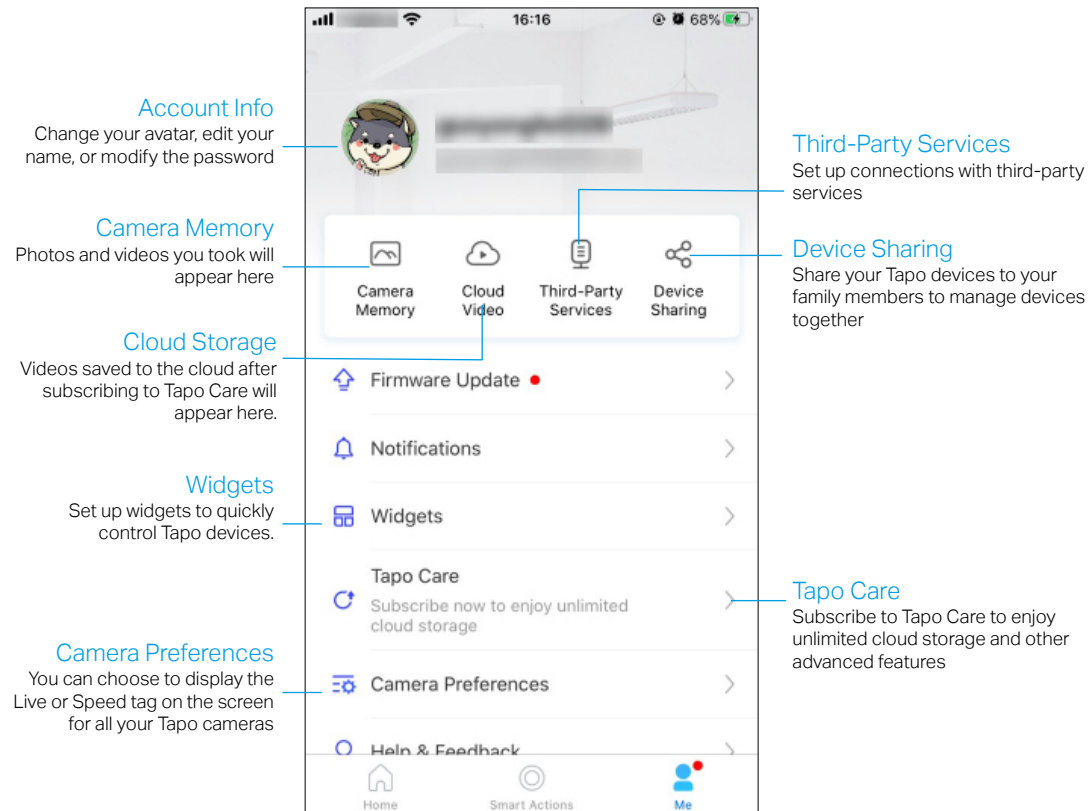 16:16
68%
Account Info
Change your avatar, edit your
name, or modify the password
Camera Memory
Photos and videos you took will
appear here
Cloud Storage
Videos saved to the cloud after
subscribing to Tapo Care will
appear here.
Widgets
Set up widgets to quickly
control Tapo devices.
Camera Preferences
You can choose to display the
Live or Speed tag on the screen
for all your Tapo cameras
Camera
Memory
Cloud
Video
Third-Party
Services
Device
Sharing
Firmware Update
Notifications
Widgets
Tapo Care
Subscribe now to enjoy unlimited
cloud storage
Camera Preferences
Help & Feedback
Home
Smart Actions
Me
Third-Party Services
Set up connections with third-party
services
Device Sharing
Share your Tapo devices to your
family members to manage devices
together
Tapo Care
Subscribe to Tapo Care to enjoy
unlimited cloud storage and other
advanced features